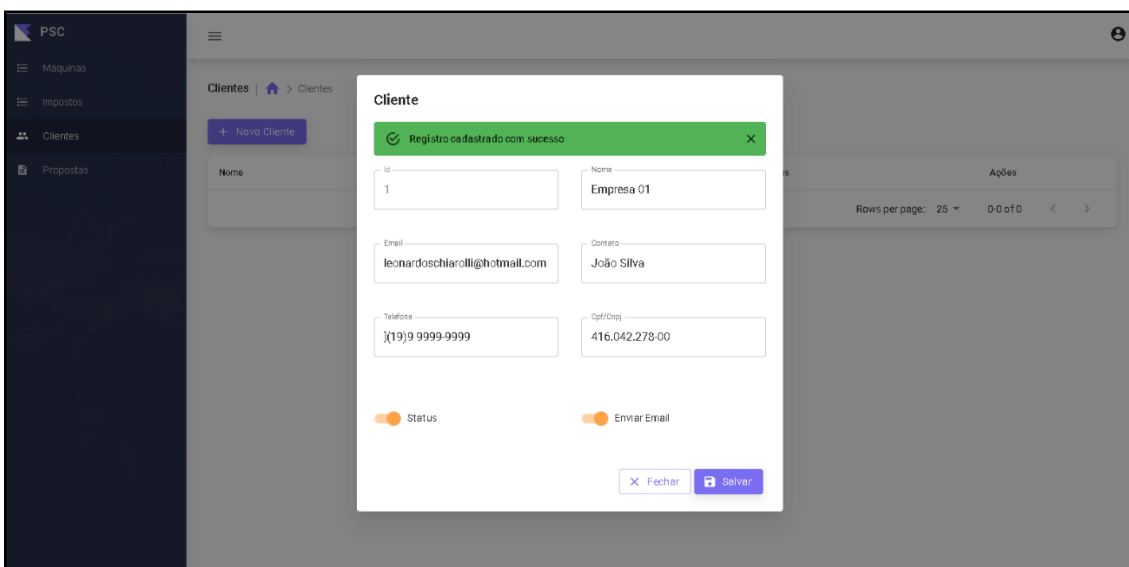 PSC
Máquinas
Impostos
Clientes
Propostas
Clientes | > Clientes
+ Novo Cliente
Nome
Ações
Rows per page: 25
0-0 of 0
Cliente
Registro cadastrado com sucesso
Id
1
Nome
Empresa 01
Email
leonardoschiarolli@hotmail.com
Contato
João Silva
Telefone
](19)9 9999-9999
Cpf/Cnpj
416.042.278-00
Status
Enviar Email
Fechar
Salvar